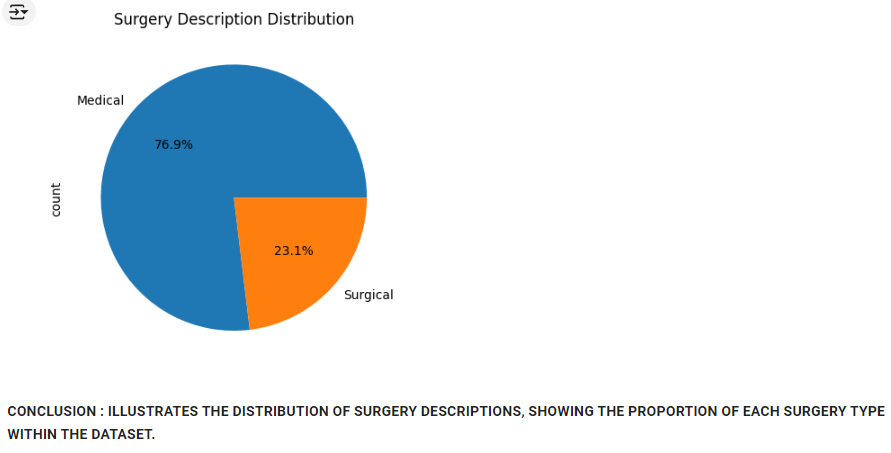 Surgery Description Distribution
Medical
76.9%
count
23.1%
Surgical
CONCLUSION : ILLUSTRATES THE DISTRIBUTION OF SURGERY DESCRIPTIONS, SHOWING THE PROPORTION OF EACH SURGERY TYPE
WITHIN THE DATASET.